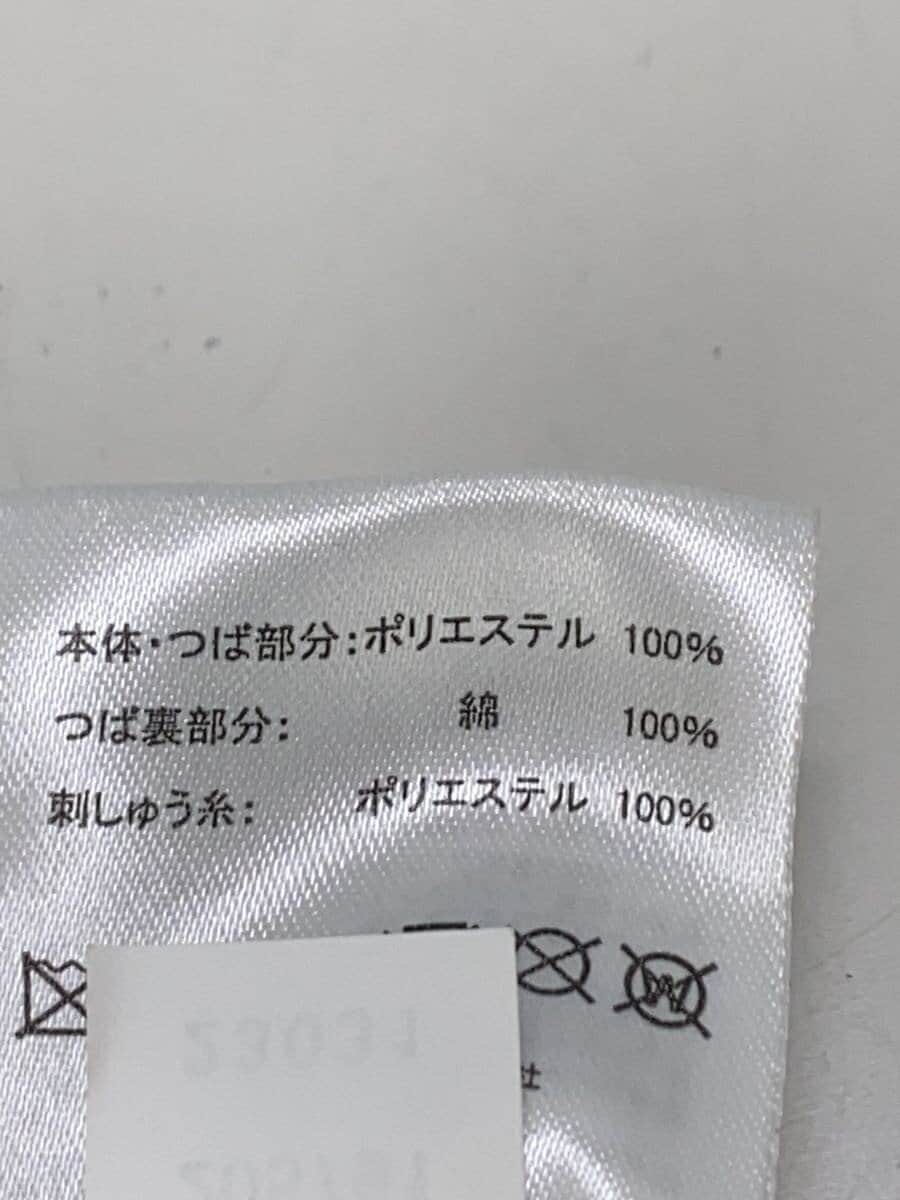 本体・つば部分:ポリエステル 100%
つば裏部分: 綿 100%
刺しゅう糸: ポリエステル 100%
W
社